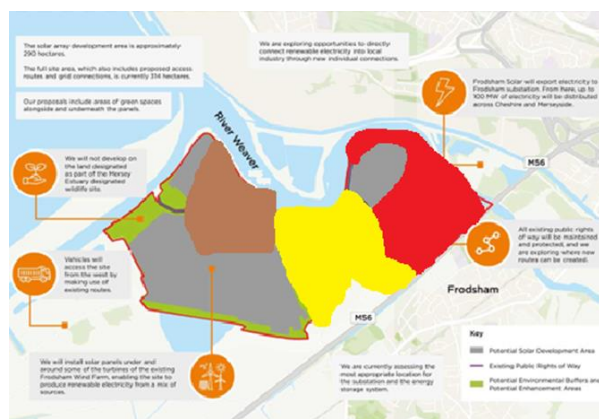 The solar array development area is approximately
290 hectares.
The full site area, which also includes proposed access
routes and grid connections, is currently 334 hectares.
Our proposals include areas of green spaces
alongside and underneath the panels.
We are exploring opportunities to directly
connect renewable electricity into local
industry through new individual connections.
Frodsham Solar will export electricity to
Frodsham substation. From here, up to
100 MW of electricity will be distributed
across Cheshire and Merseyside.
River Weaver
M56
We will not develop on
the land designated
as part of the Mersey
Estuary designated
wildlife site.
All existing public rights
of way will be maintained
and protected, and we
are exploring where new
routes can be created.
Vehicles will
access the site
from the west by
making use of
existing routes.
Frodsham
M56
We will install solar panels under and
around some of the turbines of the existing
Frodsham Wind Farm, enabling the site to
produce renewable electricity from a mix of
sources.
We are currently assessing the
most appropriate location for
the substation and the energy
storage system.
Key
Potential Solar Development Area
Existing Public Rights of Way
Potential Environmental Buffers and
Potential Enhancement Areas